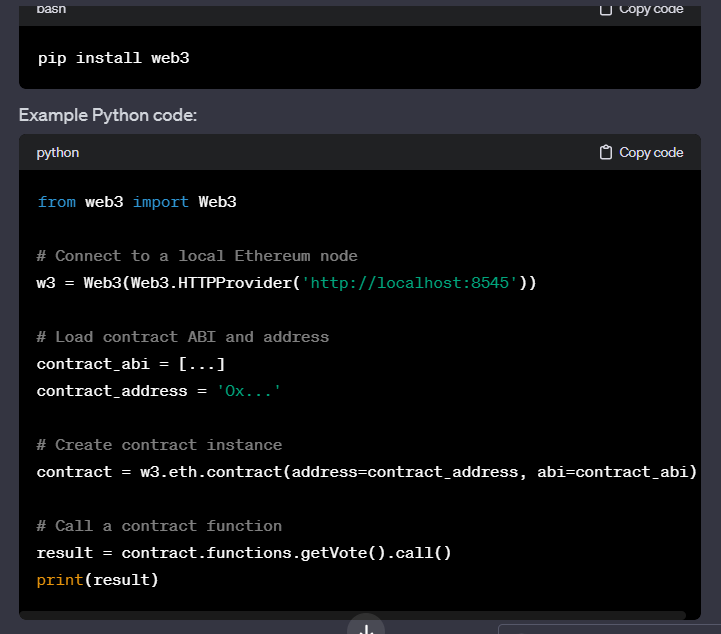 bash Copy code
pip install web3
Example Python code:
python Copy code
from web3 import Web3
# Connect to a local Ethereum node
w3 = Web3(Web3.HTTPProvider('http://localhost:8545'))
# Load contract ABI and address
contract_abi = [...]
contract_address = '0x...'
# Create contract instance
contract = w3.eth.contract(address=contract_address, abi=contract_abi)
# Call a contract function
result = contract.functions.getVote().call()
print(result)